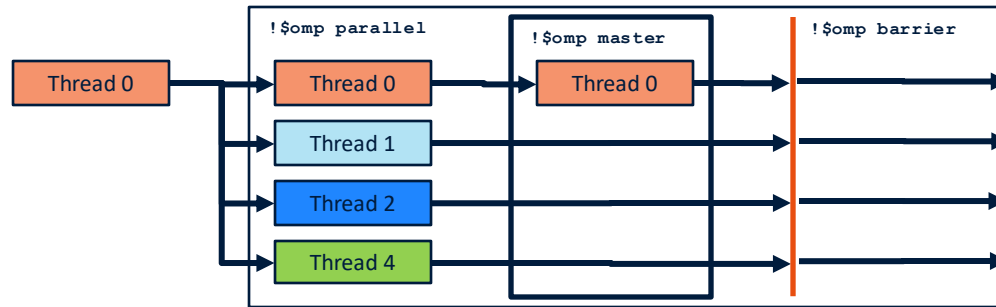 !$omp parallel
!$omp master
!$omp barrier
Thread 0
Thread 0
Thread 0
Thread 1
Thread 2
Thread 4